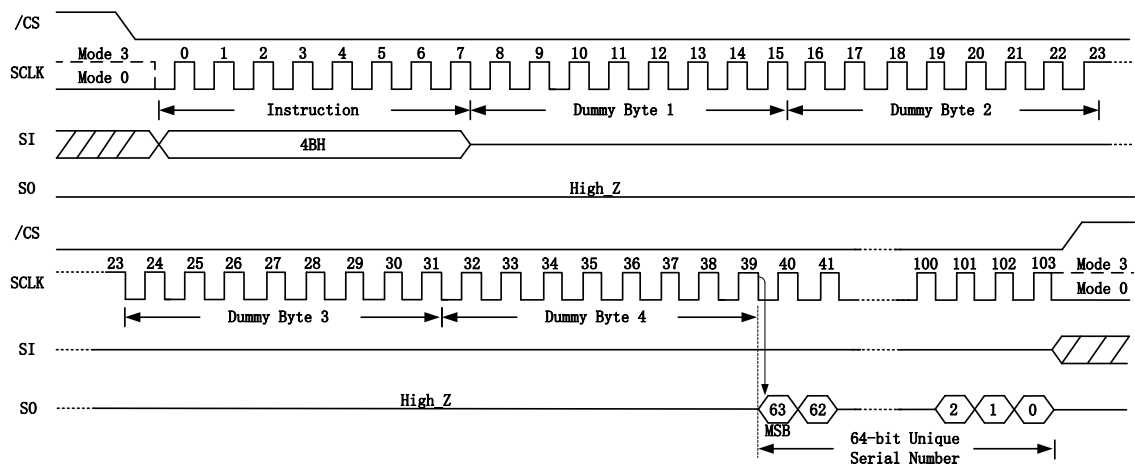 /CS
Mode 3 0 1 2 3 4 5 6 7 8 9 10 11 12 13 14 15 16 17 18 19 20 21 22 23
SCLK
Mode 0
Instruction Dummy Byte 1 Dummy Byte 2
SI 4BH
SO High_Z
/CS
23 24 25 26 27 28 29 30 31 32 33 34 35 36 37 38 39 40 41 100 101 102 103 Mode 3
SCLK Mode 0
Dummy Byte 3 Dummy Byte 4
SI
SO High_Z 63 62 2 1 0
MSB 64-bit Unique
Serial Number